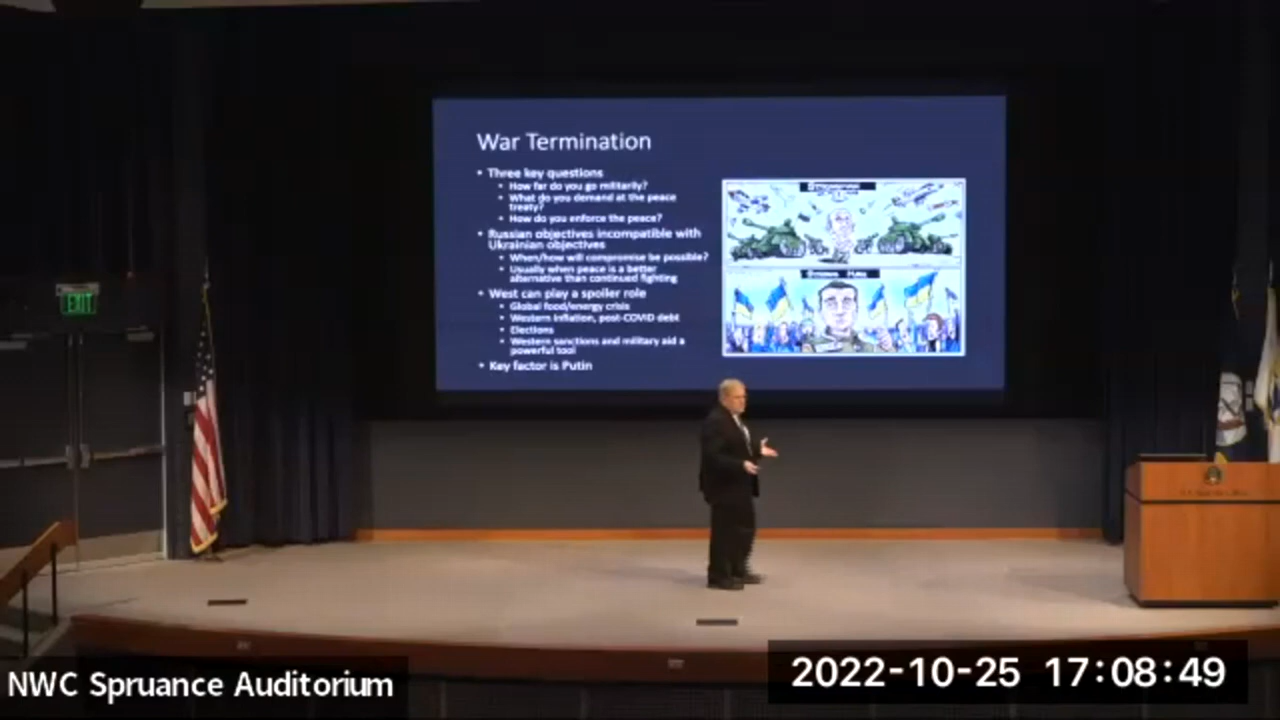 War Termination
• Three key questions
• How far do you go militarily?
• What do you demand at the peace
treaty?
• How do you enforce the peace?
• Russian objectives incompatible with
Ukrainian objectives
• When/how will compromise be possible?
• Usually when peace is a better
alternative than continued fighting
• West can play a spoiler role
• Global food/energy crisis
• Western inflation, post-COVID debt
• Elections
• Western sanctions and military aid a
powerful tool
• Key factor is Putin
EXIT
NWC Spruance Auditorium
2022-10-25 17:08:49